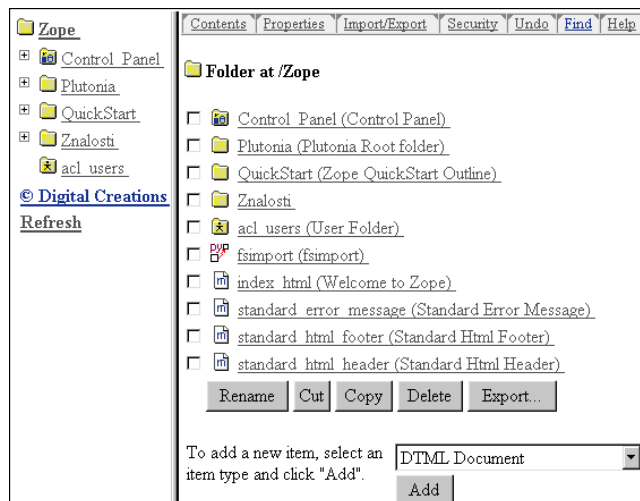 Zope
Control_Panel
Plutonia
QuickStart
Znalosti
acl_users
© Digital Creations
Refresh
Contents Properties Import/Export Security Undo Find Help
Folder at /Zope
Control_Panel (Control Panel)
Plutonia (Plutonia Root folder)
QuickStart (Zope QuickStart Outline)
Znalosti
acl_users (User Folder)
fsimport (fsimport)
index_html (Welcome to Zope)
standard_error_message (Standard Error Message)
standard_html_footer (Standard Html Footer)
standard_html_header (Standard Html Header)
Rename Cut Copy Delete Export...
To add a new item, select an
item type and click "Add".
DTML Document
Add